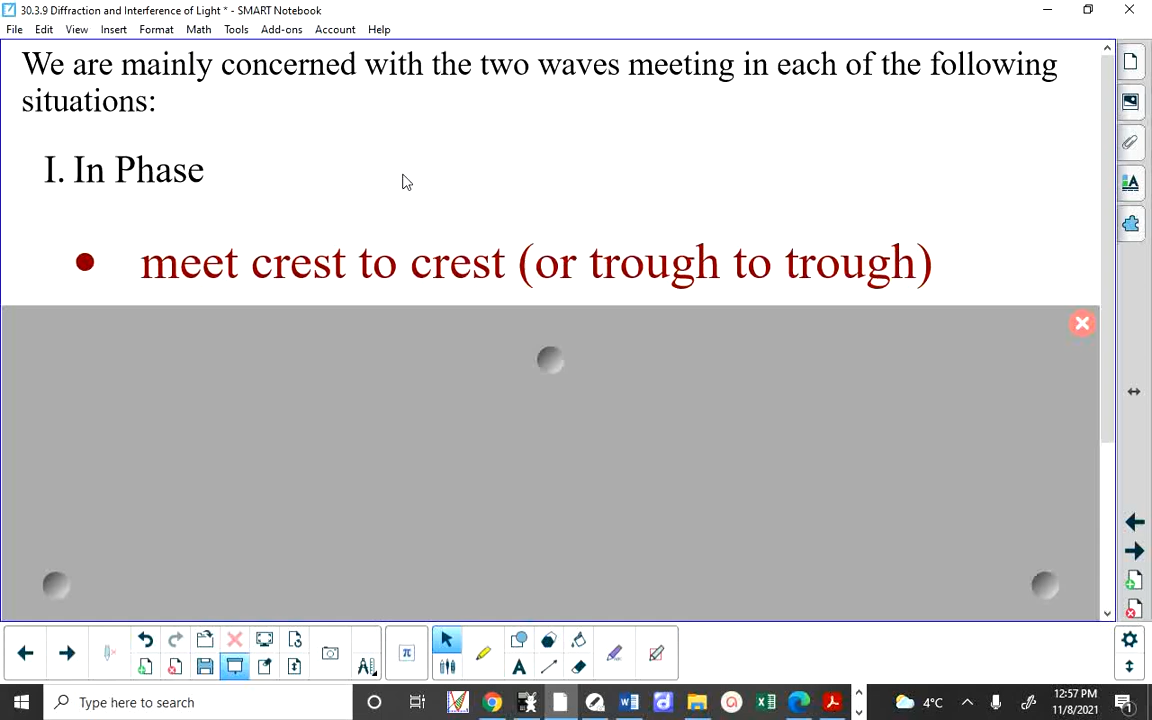 30.3.9 Diffraction and Interference of Light * - SMART Notebook
File Edit View Insert Format Math Tools Add-ons Account Help
We are mainly concerned with the two waves meeting in each of the following
situations:
I. In Phase
• meet crest to crest (or trough to trough)
π
A
Type here to search
4°C
12:57 PM
11/8/2021
1